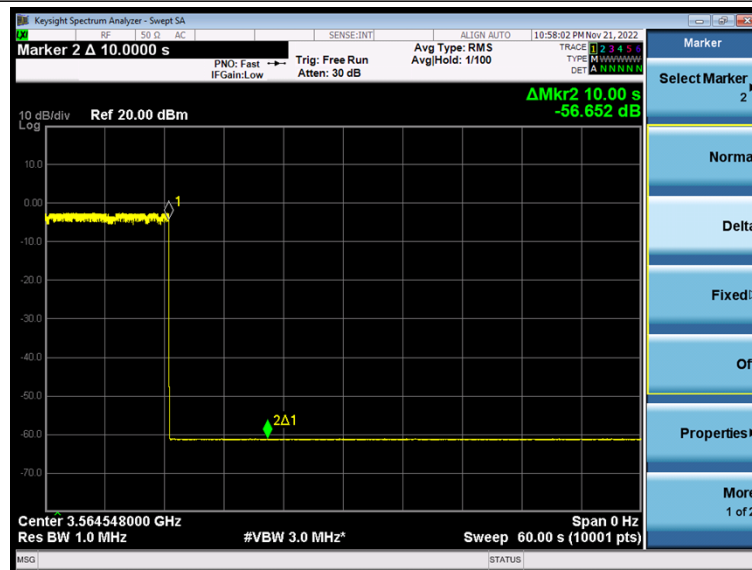 Keysight Spectrum Analyzer - Swept SA
LXI RF 50 Ω AC SENSE:INT ALIGN AUTO 10:58:02 PM Nov 21, 2022
Marker 2 Δ 10.0000 s
PNO: Fast
IFGain:Low
Trig: Free Run
Atten: 30 dB
Avg Type: RMS
Avg|Hold: 1/100
TRACE 1 2 3 4 5 6
TYPE M WWWWW
DET A N N N N N
ΔMkr2 10.00 s
-56.652 dB
10 dB/div Ref 20.00 dBm
Log
10.0
0.00
-10.0
-20.0
-30.0
-40.0
-50.0
-60.0
-70.0
1
2Δ1
Center 3.564548000 GHz Span 0 Hz
Res BW 1.0 MHz #VBW 3.0 MHz* Sweep 60.00 s (10001 pts)
MSG STATUS
Marker
Select Marker
2
Norma
Delta
Fixed
Of
Properties
More
1 of 2